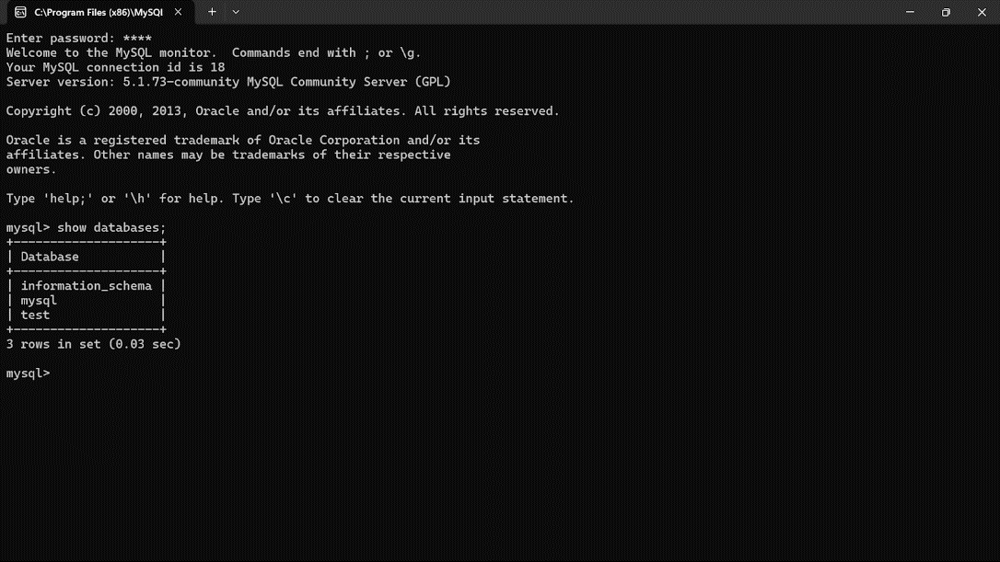 C:\Program Files (x86)\MySQL
Enter password: ****
Welcome to the MySQL monitor.  Commands end with ; or \g.
Your MySQL connection id is 18
Server version: 5.1.73-community MySQL Community Server (GPL)
Copyright (c) 2000, 2013, Oracle and/or its affiliates. All rights reserved.
Oracle is a registered trademark of Oracle Corporation and/or its
affiliates. Other names may be trademarks of their respective
owners.
Type 'help;' or '\h' for help. Type '\c' to clear the current input statement.
mysql> show databases;
+--------------------+
| Database           |
+--------------------+
| information_schema |
| mysql              |
| test               |
+--------------------+
3 rows in set (0.03 sec)
mysql>